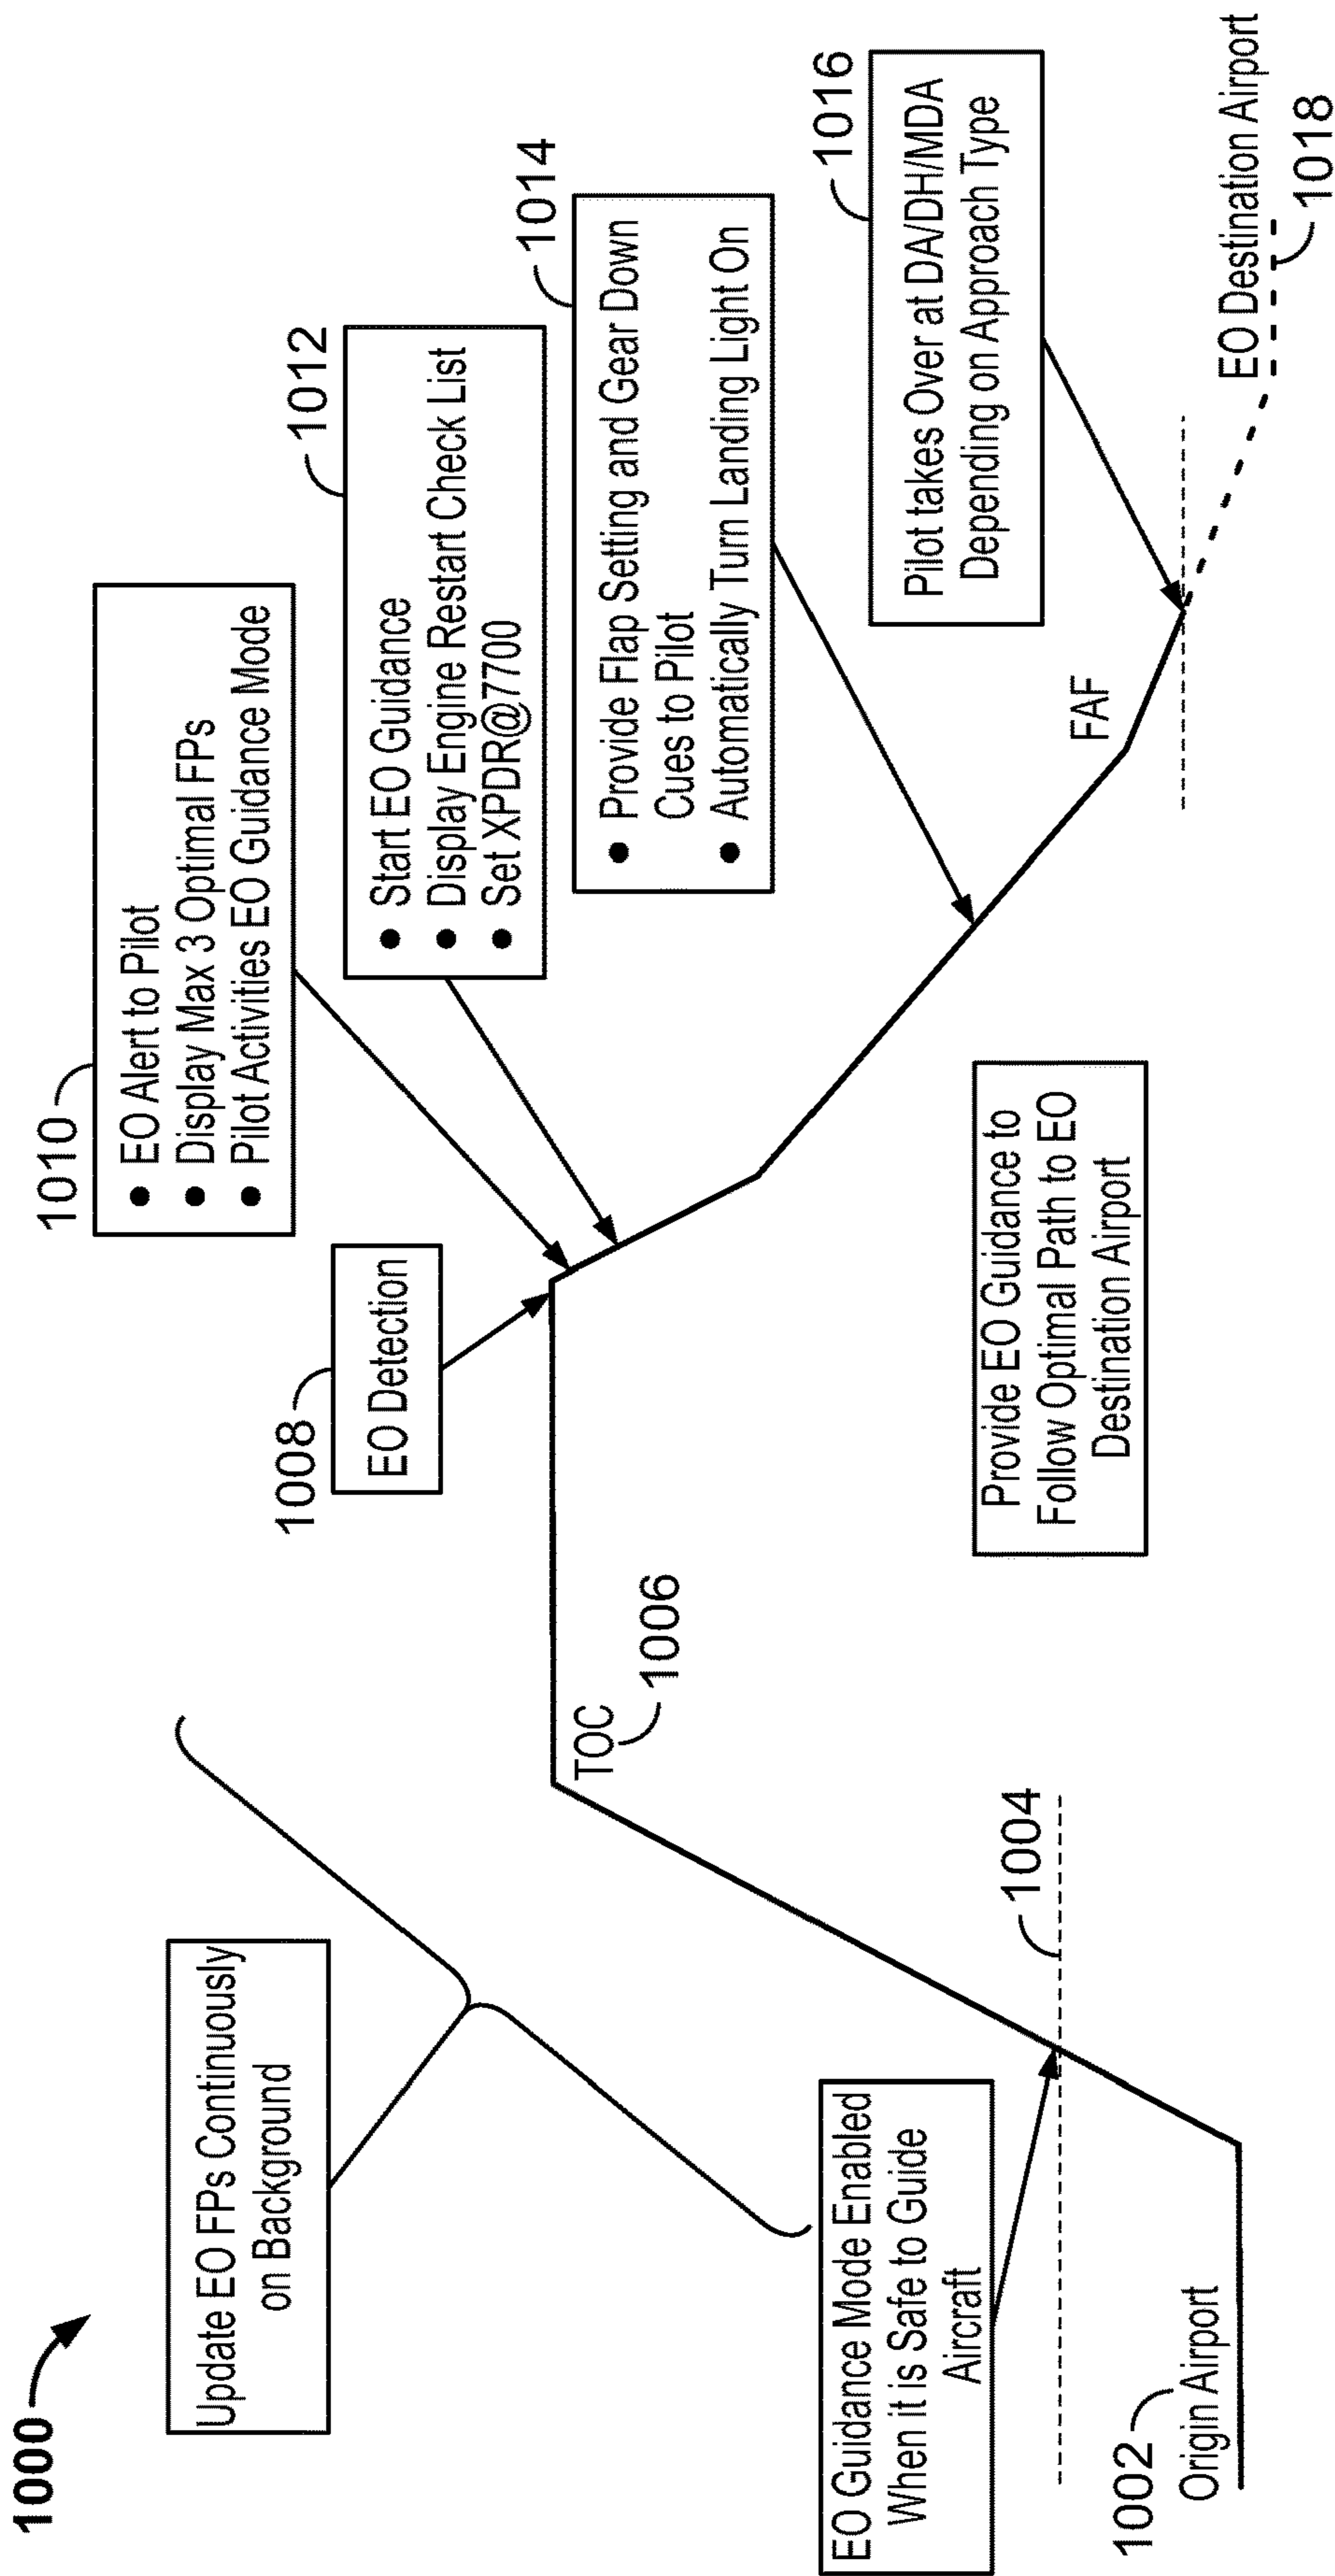 1000
Update EO FPs Continuously
on Background
EO Guidance Mode Enabled
When it is Safe to Guide
Aircraft
1002
Origin Airport
1004
TOC
1006
1008
EO Detection
1010
● EO Alert to Pilot
● Display Max 3 Optimal FPs
● Pilot Activities EO Guidance Mode
1012
● Start EO Guidance
● Display Engine Restart Check List
● Set XPDR@7700
1014
● Provide Flap Setting and Gear Down
Cues to Pilot
● Automatically Turn Landing Light On
Provide EO Guidance to
Follow Optimal Path to EO
Destination Airport
1016
Pilot takes Over at DA/DH/MDA
Depending on Approach Type
FAF
EO Destination Airport
1018